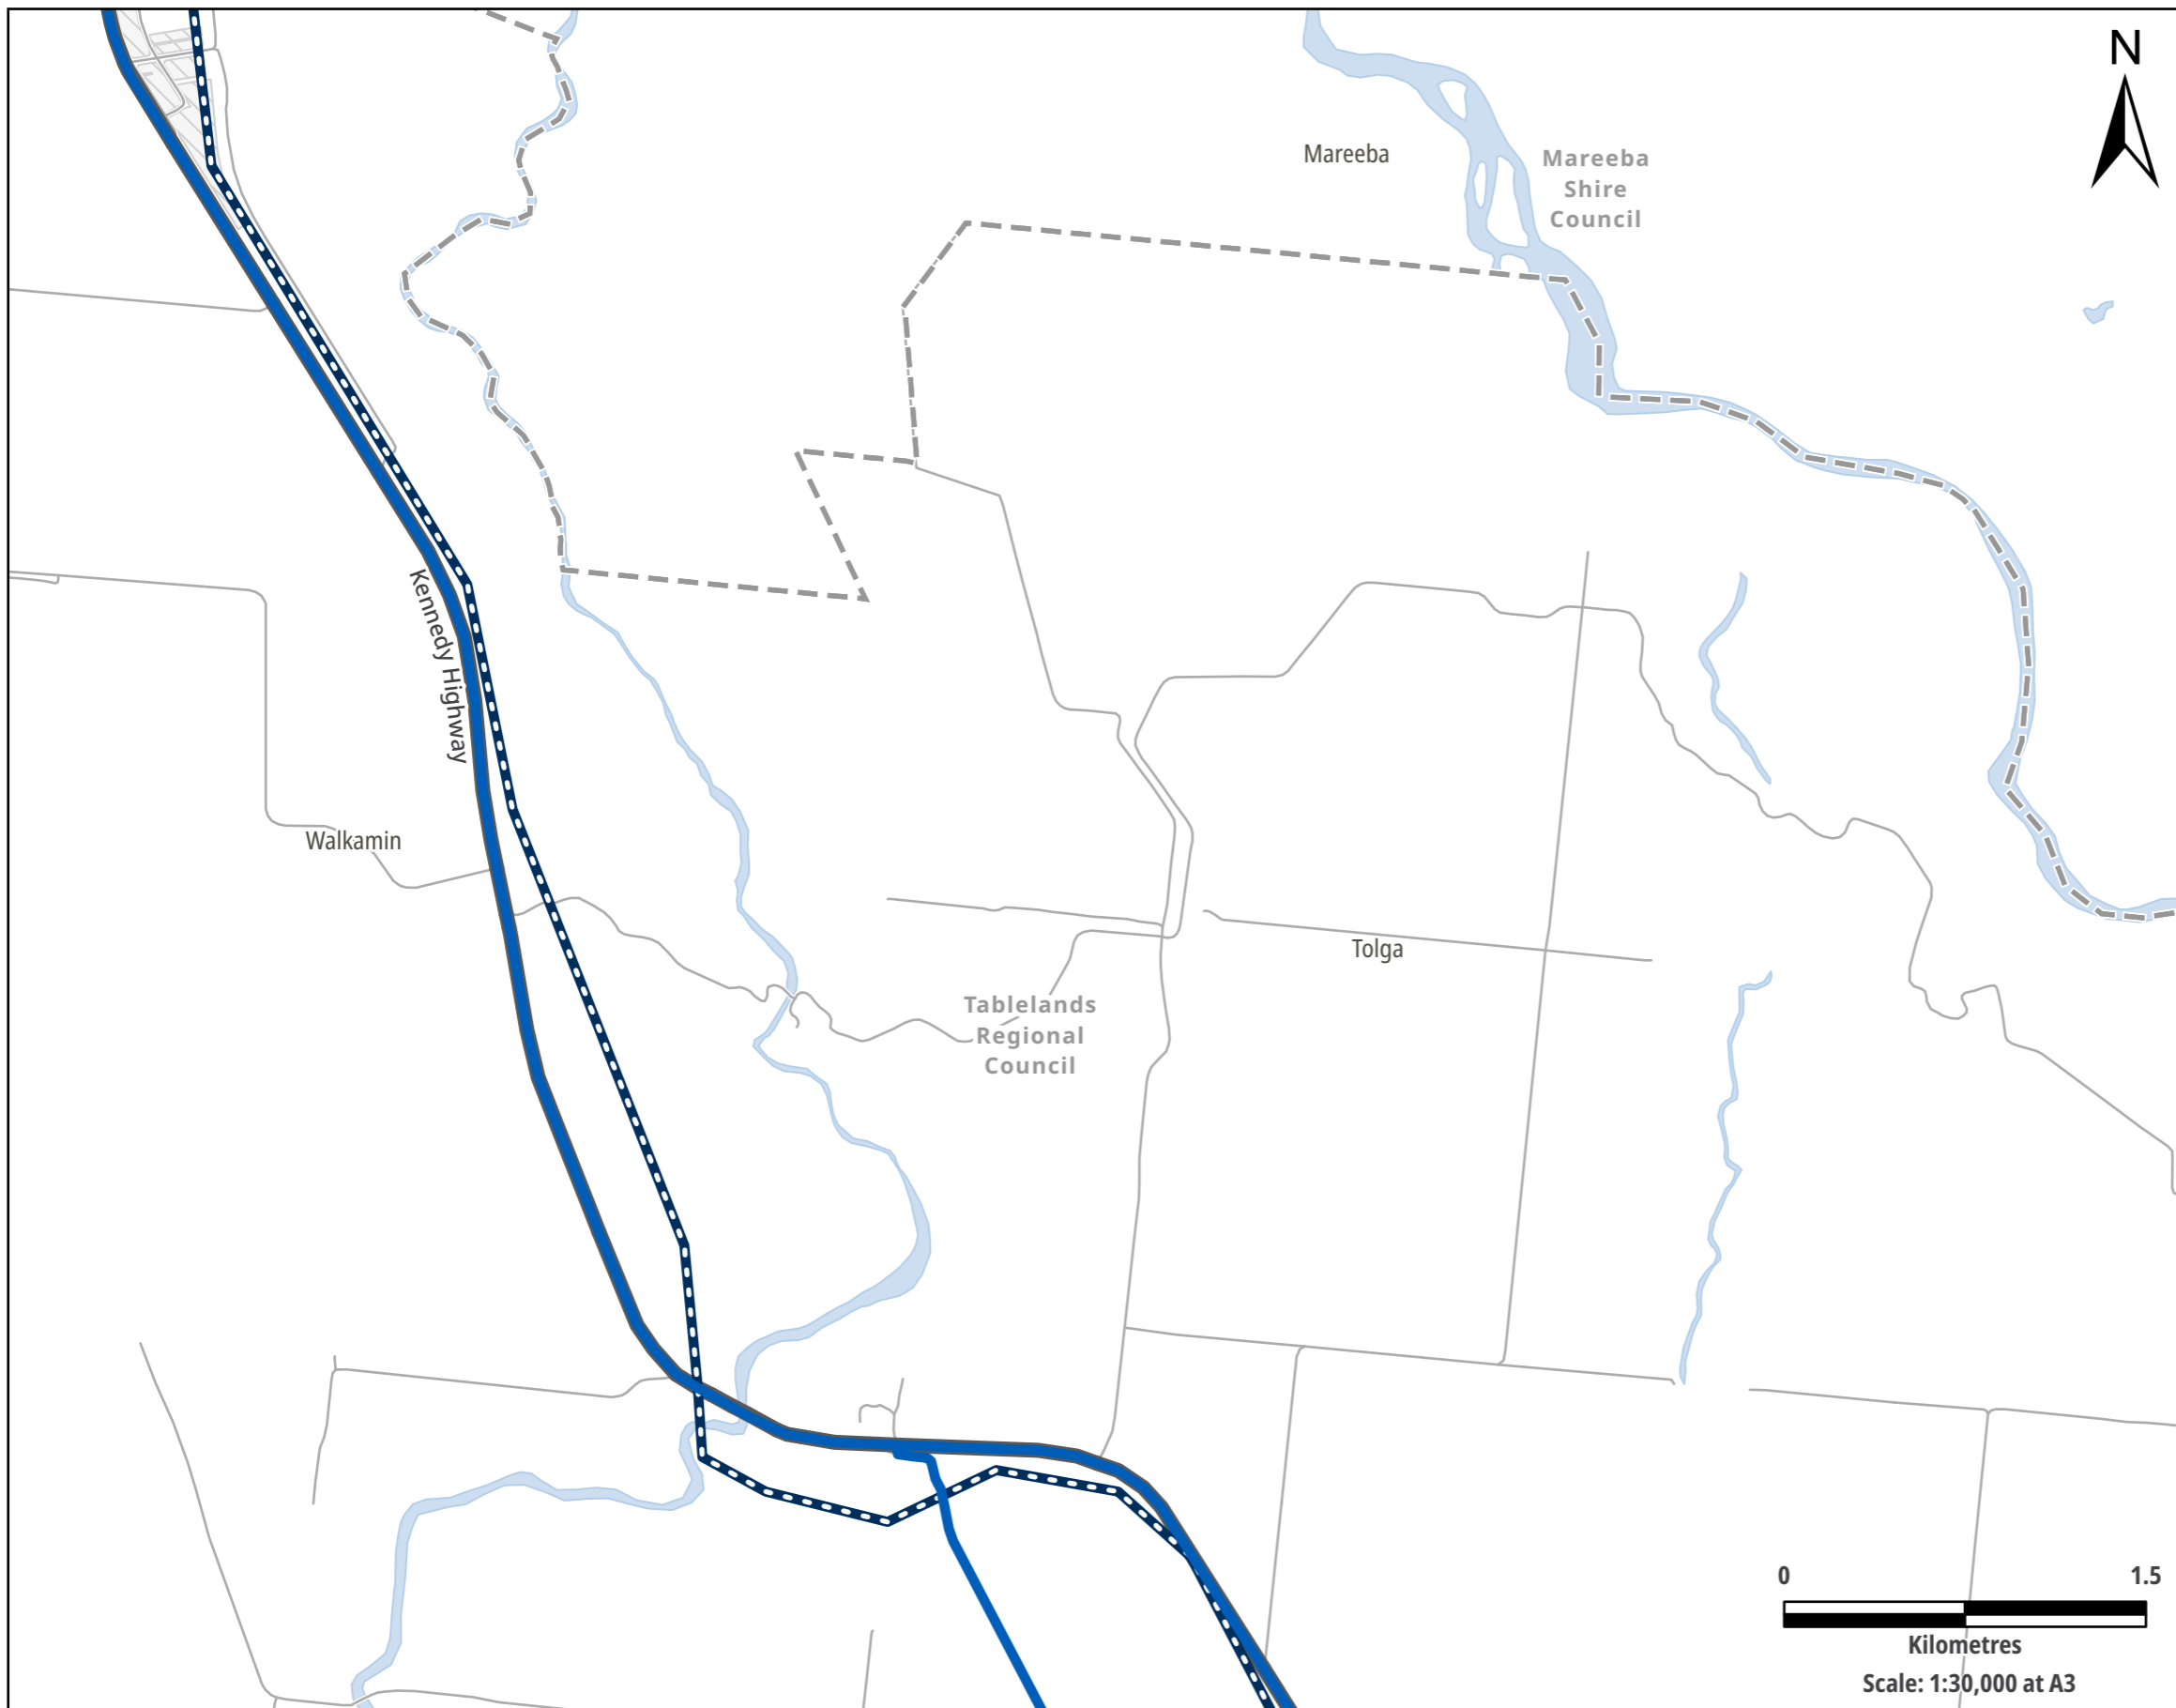 N
Mareeba
Mareeba
Shire
Council
Kennedy Highway
Walkamin
Tolga
Tablelands
Regional
Council
0 1.5
Kilometres
Scale: 1:30,000 at A3